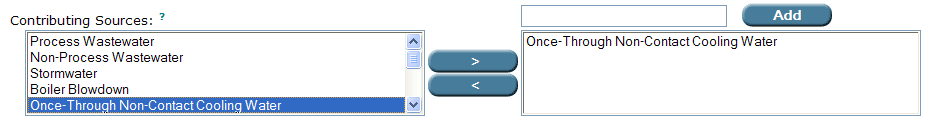 Contributing Sources: ?
Add
Process Wastewater
Non-Process Wastewater
Stormwater
Boiler Blowdown
Once-Through Non-Contact Cooling Water
>
<
Once-Through Non-Contact Cooling Water